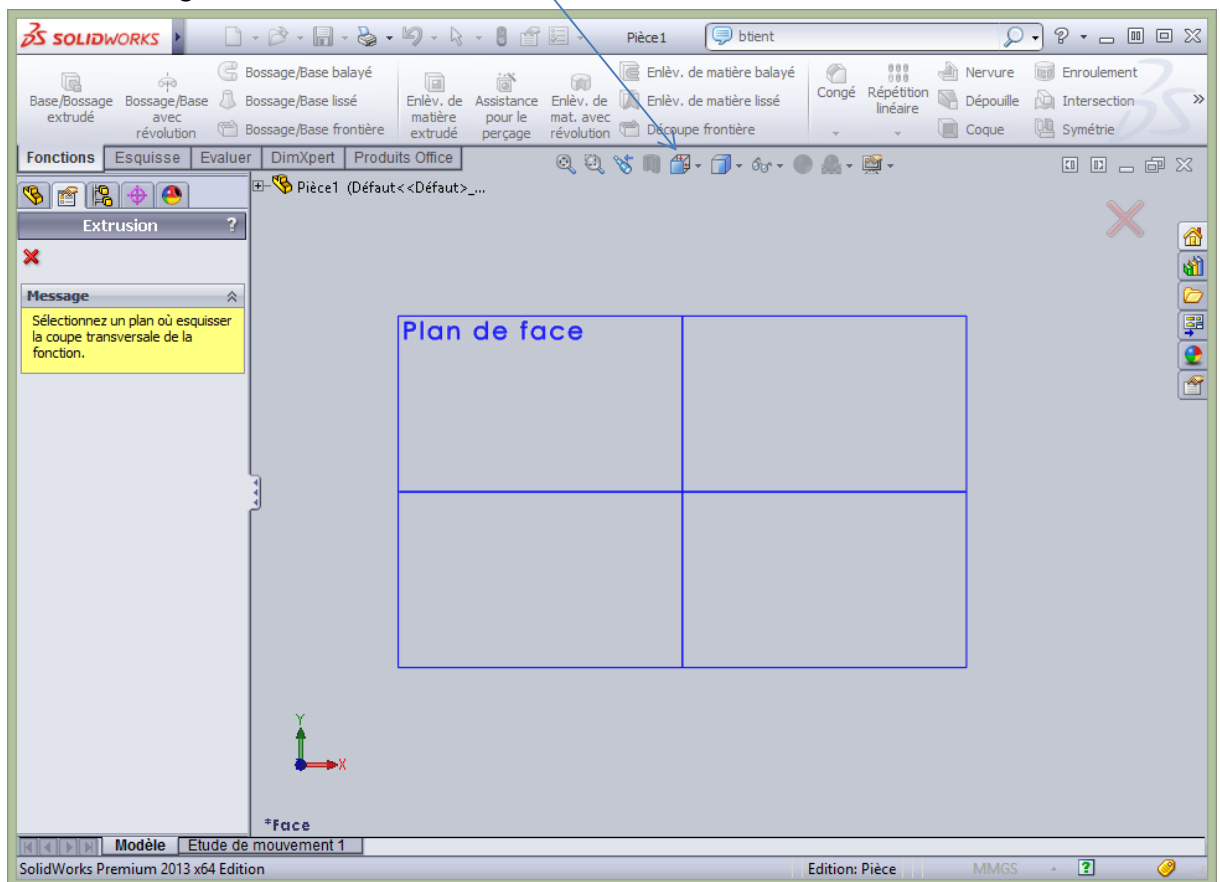 SOLIDWORKS
Pièce1
btient
Base/Bossage
extrudé
Bossage/Base
avec
révolution
Bossage/Base balayé
Bossage/Base lissé
Bossage/Base frontière
Enlèv. de
matière
extrudé
Assistance
pour le
perçage
Enlèv. de
mat. avec
révolution
Enlèv. de matière balayé
Enlèv. de matière lissé
Découpe frontière
Congé
Répétition
linéaire
Nervure
Dépouille
Coque
Enroulement
Intersection
Symétrie
Fonctions Esquisse Evaluer DimXpert Produits Office
Pièce1 (Défaut<<Défaut>_...
Extrusion ?
Message
Sélectionnez un plan où esquisser
la coupe transversale de la
fonction.
Plan de face
Y
X
*Face
Modèle Etude de mouvement 1
SolidWorks Premium 2013 x64 Edition
Edition: Pièce
MMGS